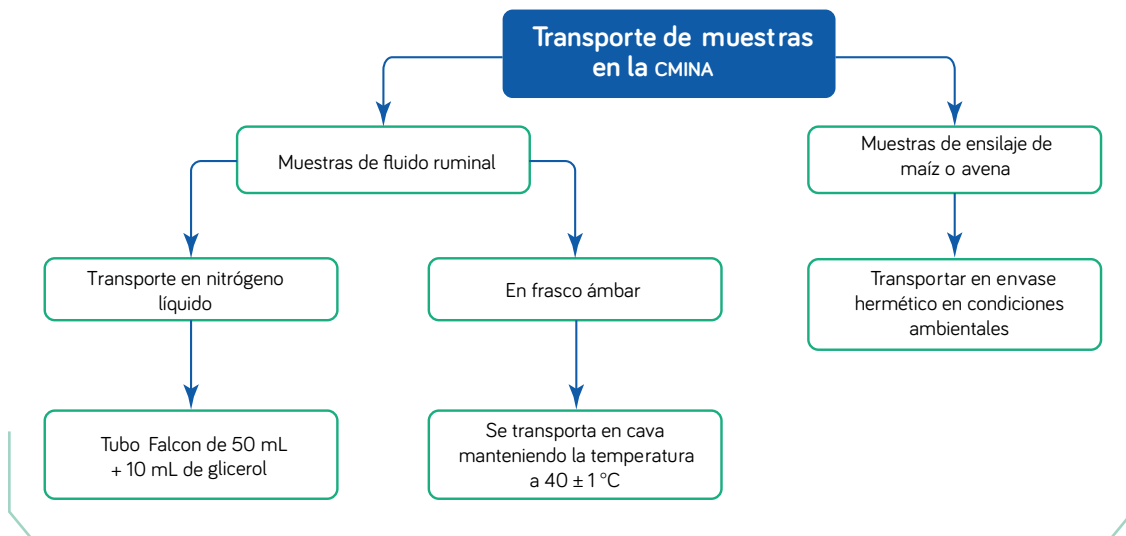 Transporte de muestras
en la CMINA
Muestras de fluido ruminal
Muestras de ensilaje de
maíz o avena
Transporte en nitrógeno
líquido
En frasco ámbar
Transportar en envase
hermético en condiciones
ambientales
Tubo Falcon de 50 mL
+ 10 mL de glicerol
Se transporta en cava
manteniendo la temperatura
a 40 ± 1 °C